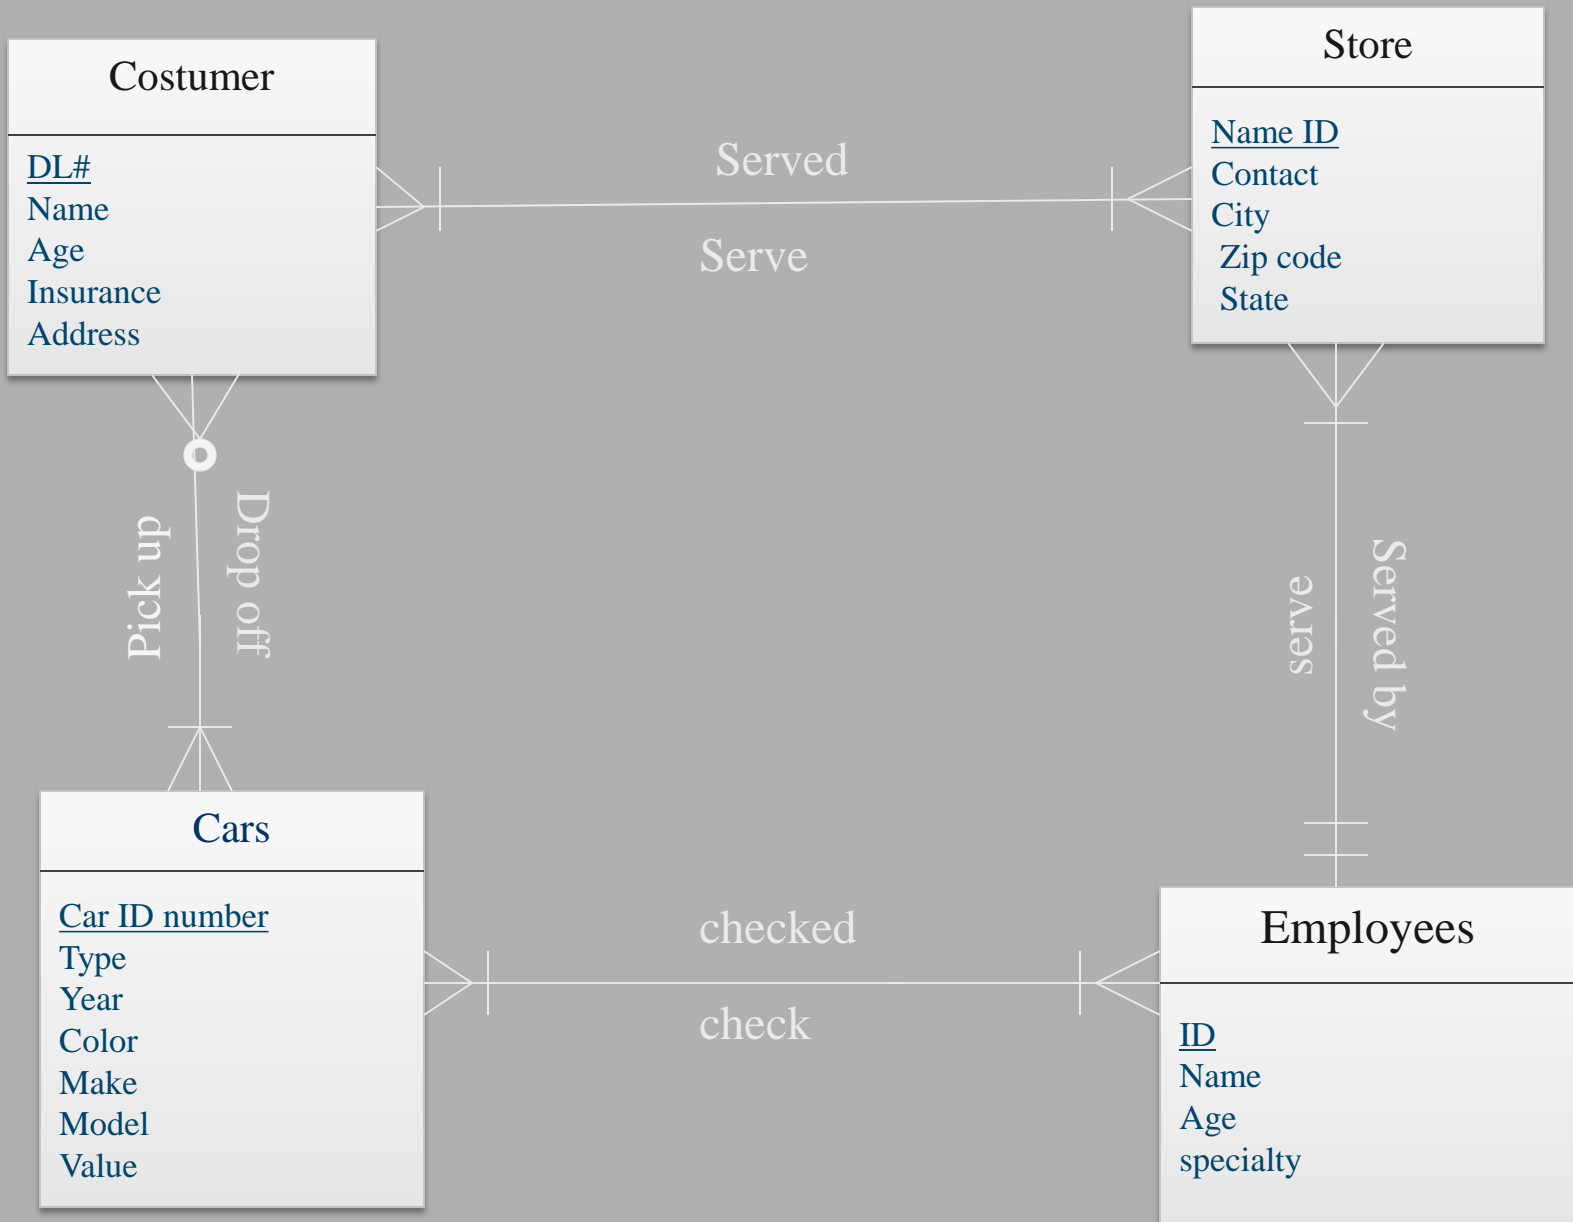 Costumer
DL#
Name
Age
Insurance
Address
Served
Serve
Store
Name ID
Contact
City
Zip code
State
Pick up
Drop off
serve
Served by
Cars
Car ID number
Type
Year
Color
Make
Model
Value
checked
check
Employees
ID
Name
Age
specialty